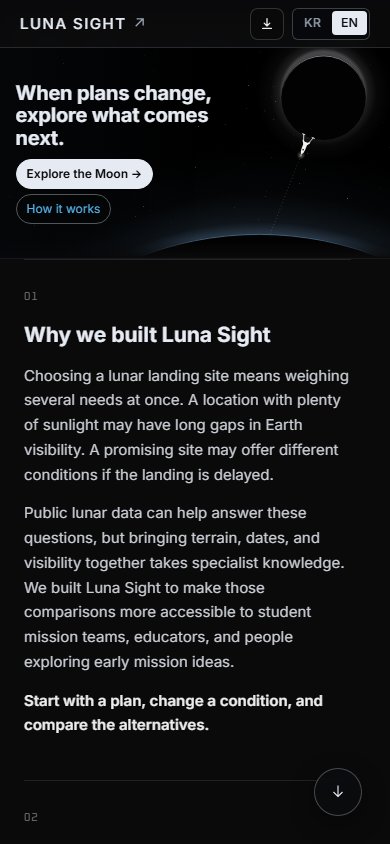 LUNA SIGHT ↗
KR EN
When plans change,
explore what comes
next.
Explore the Moon →
How it works
01
Why we built Luna Sight
Choosing a lunar landing site means weighing
several needs at once. A location with plenty
of sunlight may have long gaps in Earth
visibility. A promising site may offer different
conditions if the landing is delayed.
Public lunar data can help answer these
questions, but bringing terrain, dates, and
visibility together takes specialist knowledge.
We built Luna Sight to make those
comparisons more accessible to student
mission teams, educators, and people
exploring early mission ideas.
Start with a plan, change a condition, and
compare the alternatives.
02